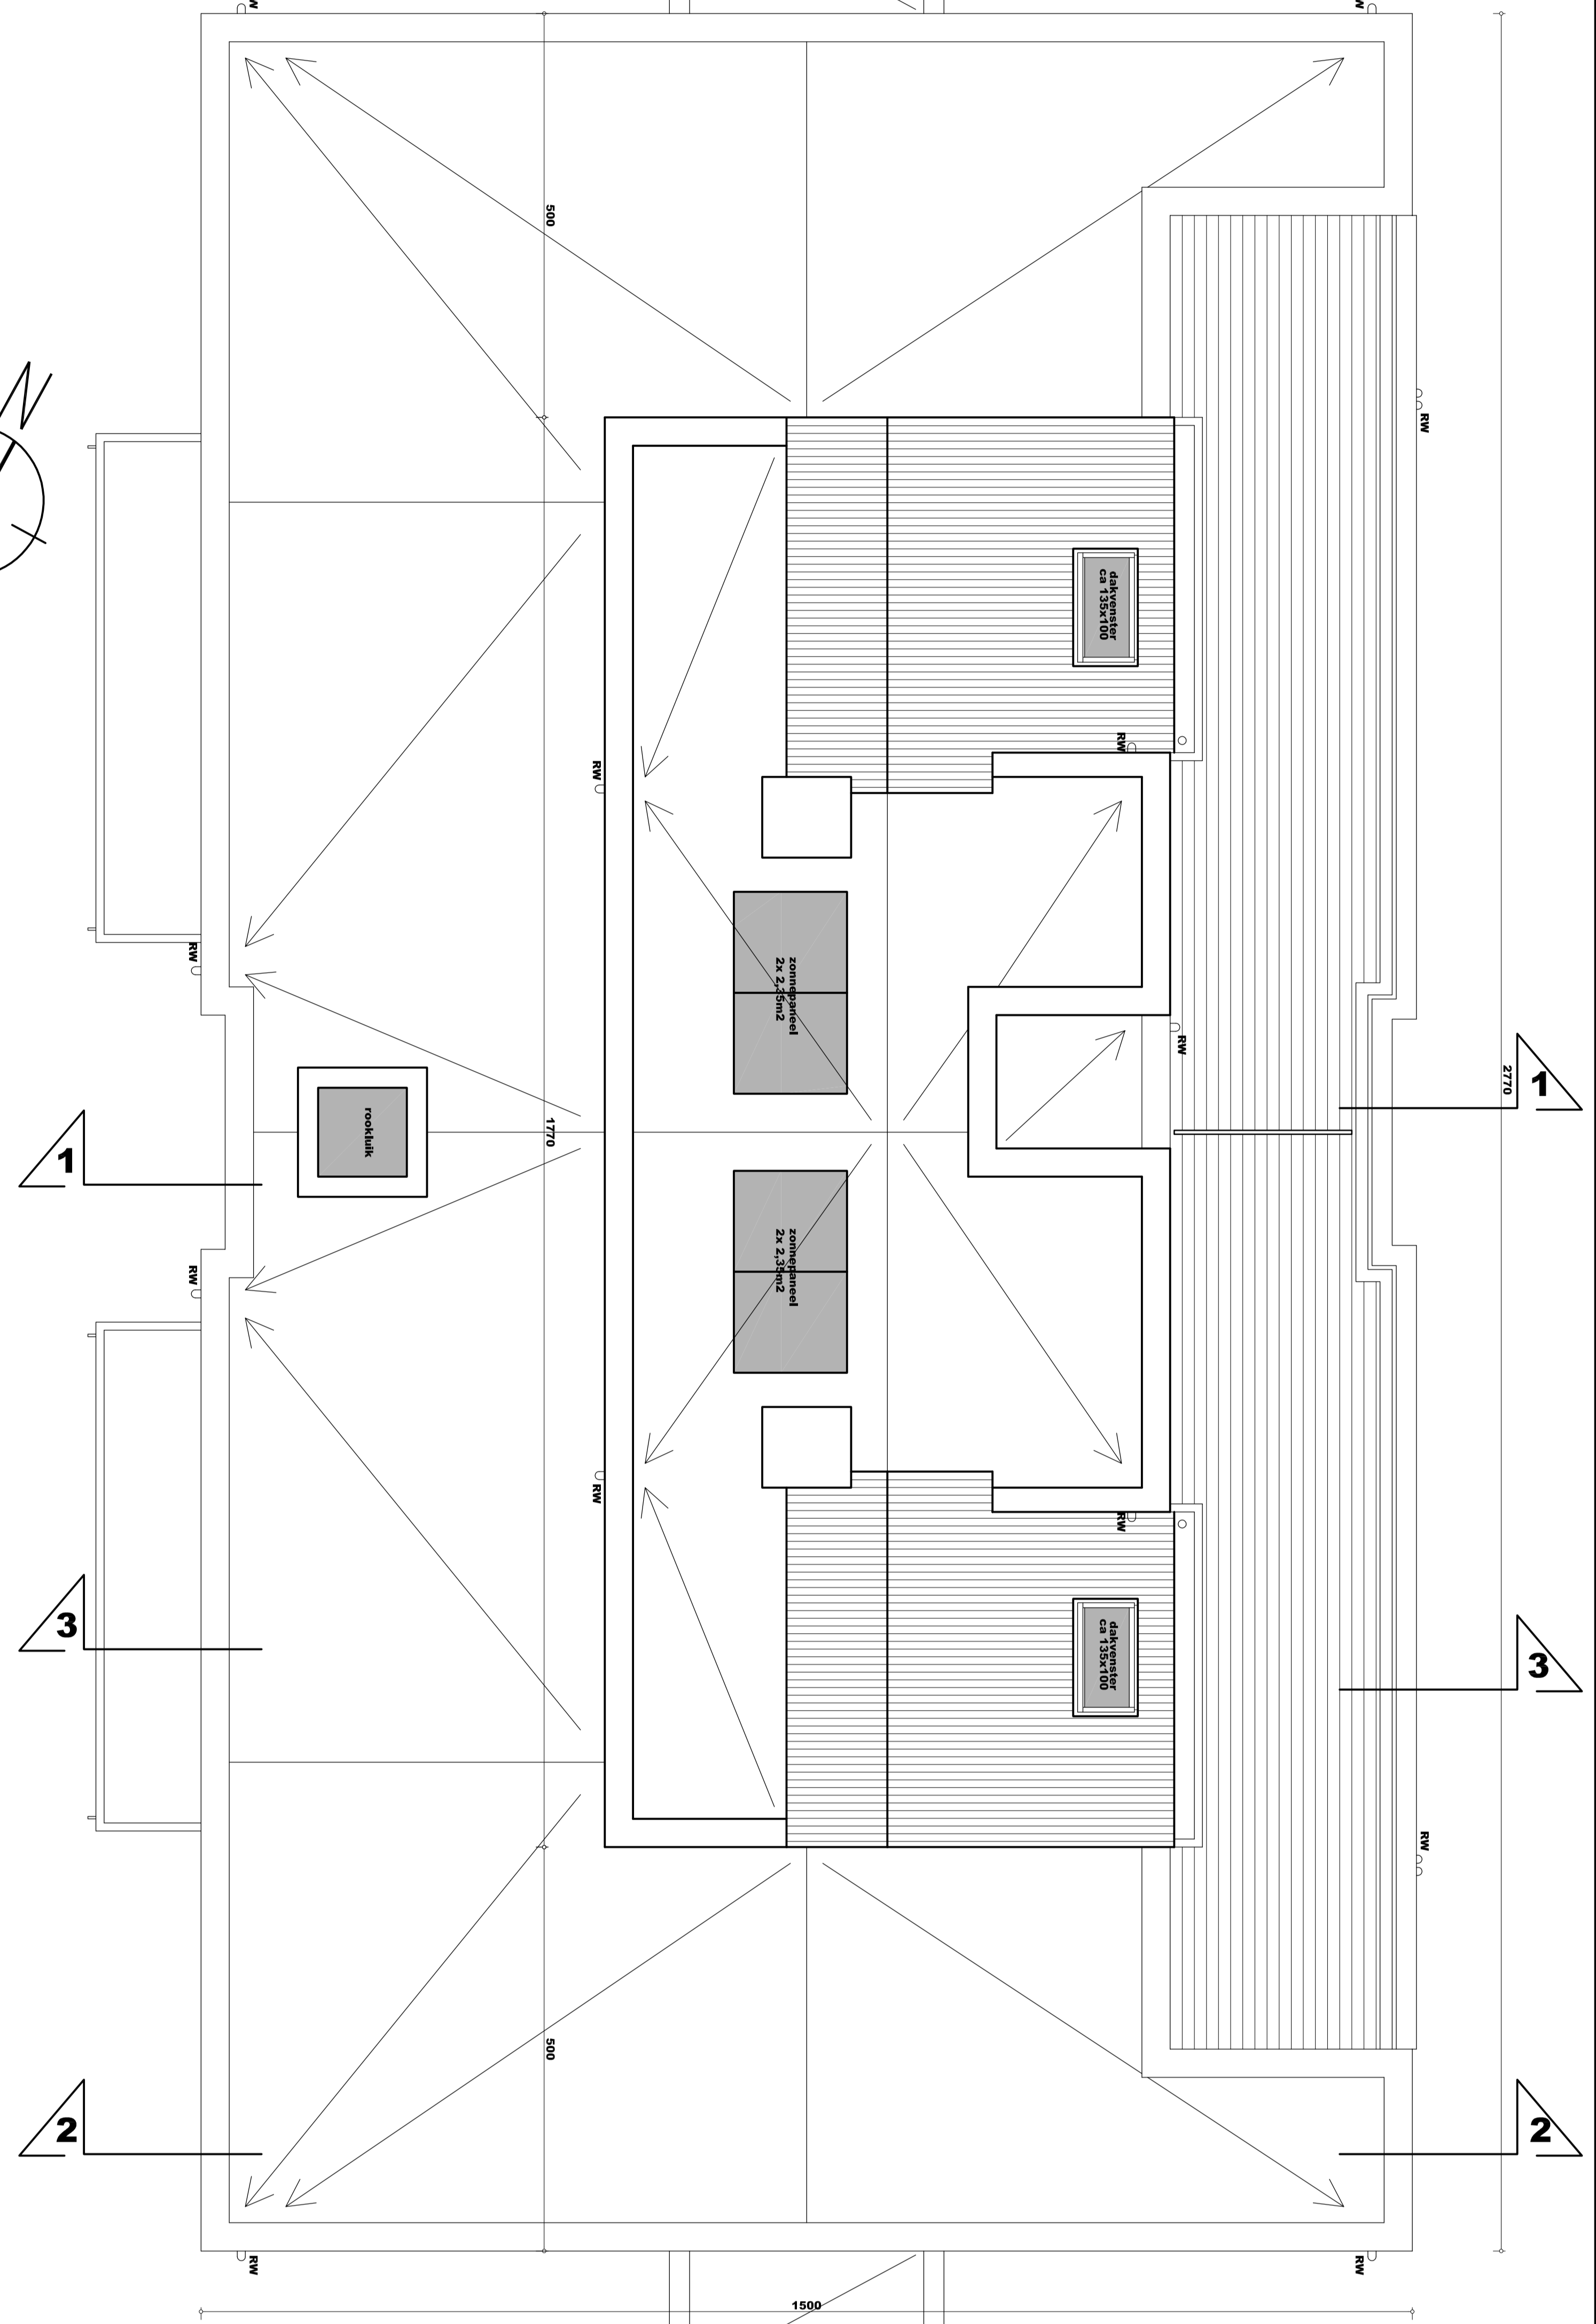 RW
RW
500
N
RW
dakvenster
ca 135x100
RW
RW
RW
zonnepaneel
2x 2,35m2
RW
1
2770
rookluik
1770
1
RW
zonnepaneel
2x 2,35m2
RW
RW
3
dakvenster
ca 135x100
3
RW
500
2
2
RW
RW
1500